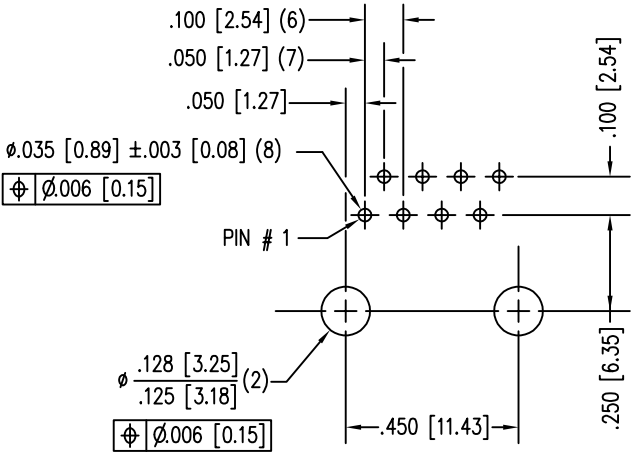 .100 [2.54] (6)
.050 [1.27] (7)
.050 [1.27]
.100 [2.54]
ø.035 [0.89] ±.003 [0.08] (8)
⌖ Ø.006 [0.15]
PIN # 1
.250 [6.35]
ø .128 [3.25]
.125 [3.18] (2)
⌖ Ø.006 [0.15]
.450 [11.43]